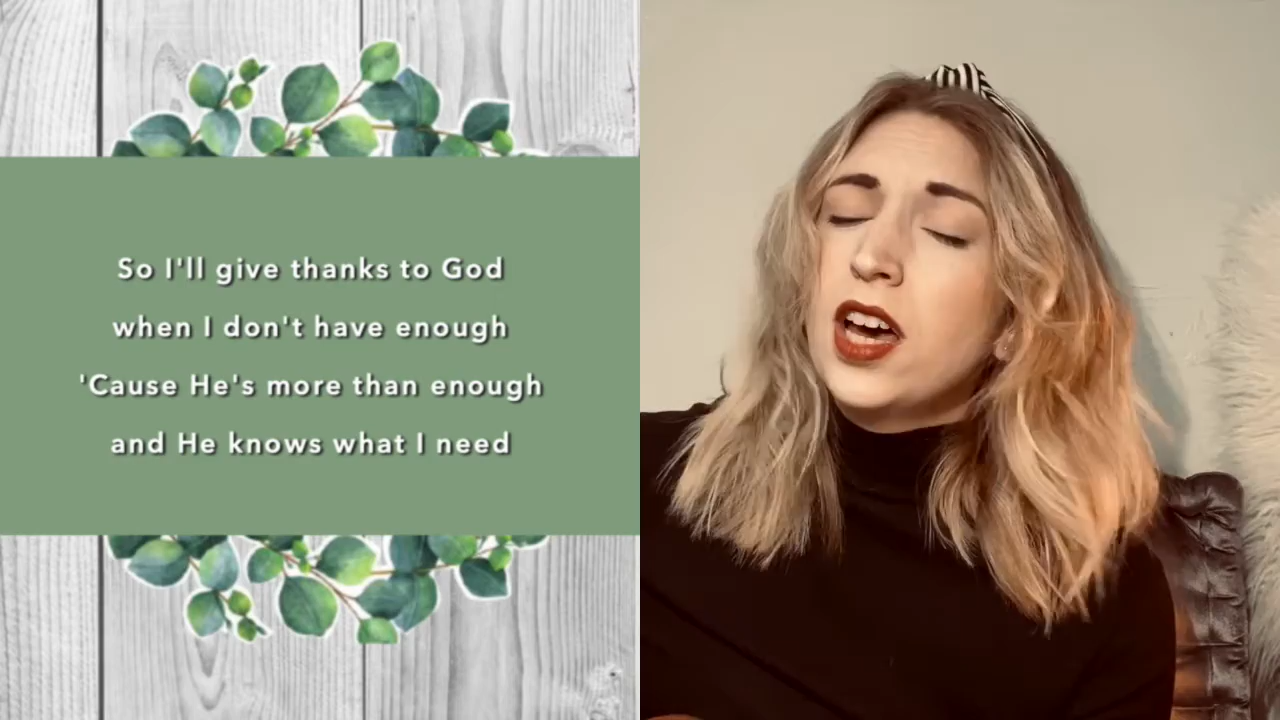 So I'll give thanks to God
when I don't have enough
'Cause He's more than enough
and He knows what I need